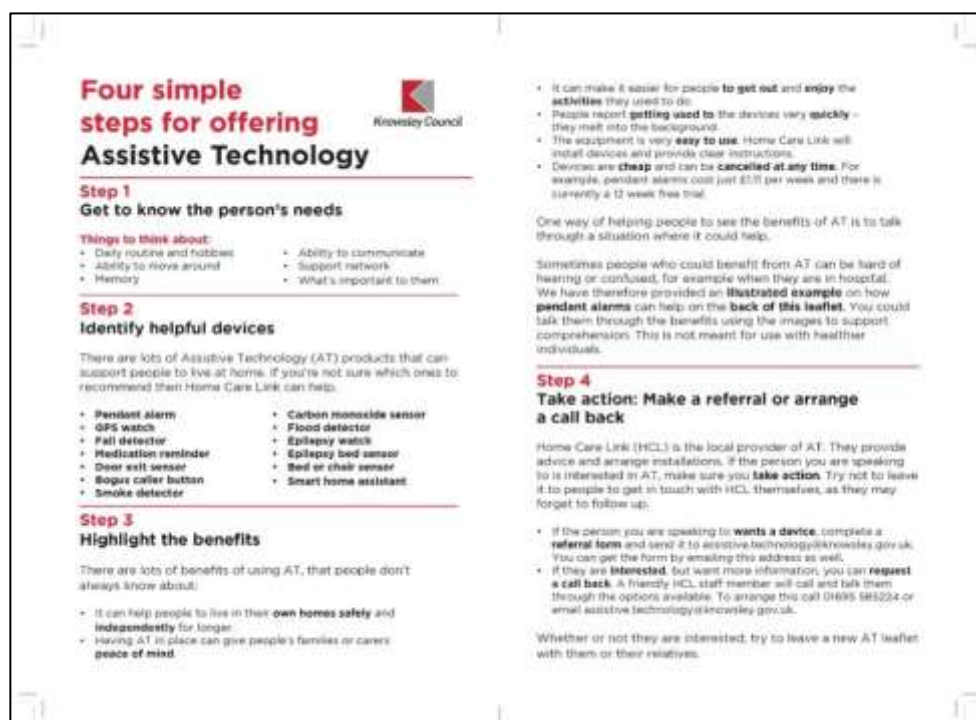 Four simple
steps for offering
Assistive Technology
Knowsley Council
Step 1
Get to know the person's needs
Things to think about:
• Daily routine and hobbies
• Ability to move around
• Memory
• Ability to communicate
• Support network
• What's important to them
Step 2
Identify helpful devices
There are lots of Assistive Technology (AT) products that can
support people to live at home. If you're not sure which ones to
recommend then Home Care Link can help.
• Pendant alarm
• GPS watch
• Fall detector
• Medication reminder
• Door exit sensor
• Bogus caller button
• Smoke detector
• Carbon monoxide sensor
• Flood detector
• Epilepsy watch
• Epilepsy bed sensor
• Bed or chair sensor
• Smart home assistant
Step 3
Highlight the benefits
There are lots of benefits of using AT, that people don't
always know about:
• It can help people to live in their own homes safely and
independently for longer.
• Having AT in place can give people's families or carers
peace of mind.
• It can make it easier for people to get out and enjoy the
activities they used to do.
• People report getting used to the devices very quickly –
they melt into the background.
• The equipment is very easy to use. Home Care Link will
install devices and provide clear instructions.
• Devices are cheap and can be cancelled at any time. For
example, pendant alarms cost just £1.11 per week and there is
currently a 12 week free trial.
One way of helping people to see the benefits of AT is to talk
through a situation where it could help.
Sometimes people who could benefit from AT can be hard of
hearing or confused, for example when they are in hospital.
We have therefore provided an illustrated example on how
pendant alarms can help on the back of this leaflet. You could
talk them through the benefits using the images to support
comprehension. This is not meant for use with healthier
individuals.
Step 4
Take action: Make a referral or arrange
a call back
Home Care Link (HCL) is the local provider of AT. They provide
advice and arrange installations. If the person you are speaking
to is interested in AT, make sure you take action. Try not to leave
it to people to get in touch with HCL themselves, as they may
forget to follow up.
• If the person you are speaking to wants a device, complete a
referral form and send it to assistive.technology@knowsley.gov.uk.
You can get the form by emailing this address as well.
• If they are interested, but want more information, you can request
a call back. A friendly HCL staff member will call and talk them
through the options available. To arrange this call 01695 585224 or
email assistive.technology@knowsley.gov.uk.
Whether or not they are interested, try to leave a new AT leaflet
with them or their relatives.